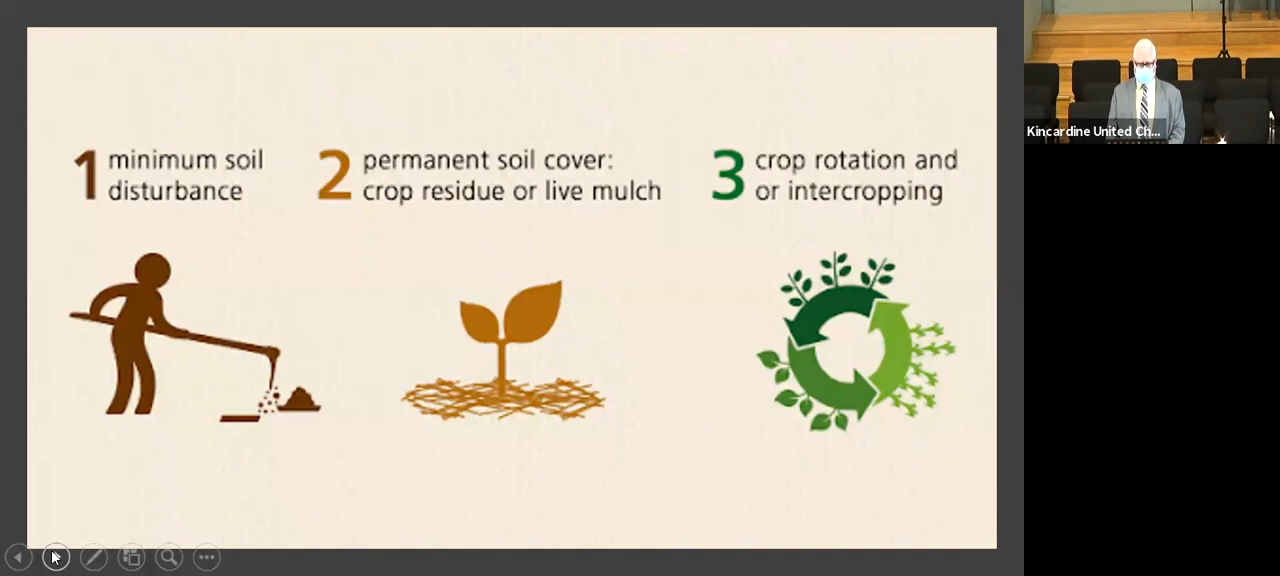 1 minimum soil
disturbance
2 permanent soil cover:
crop residue or live mulch
3 crop rotation and
or intercropping
Kincardine United Ch...